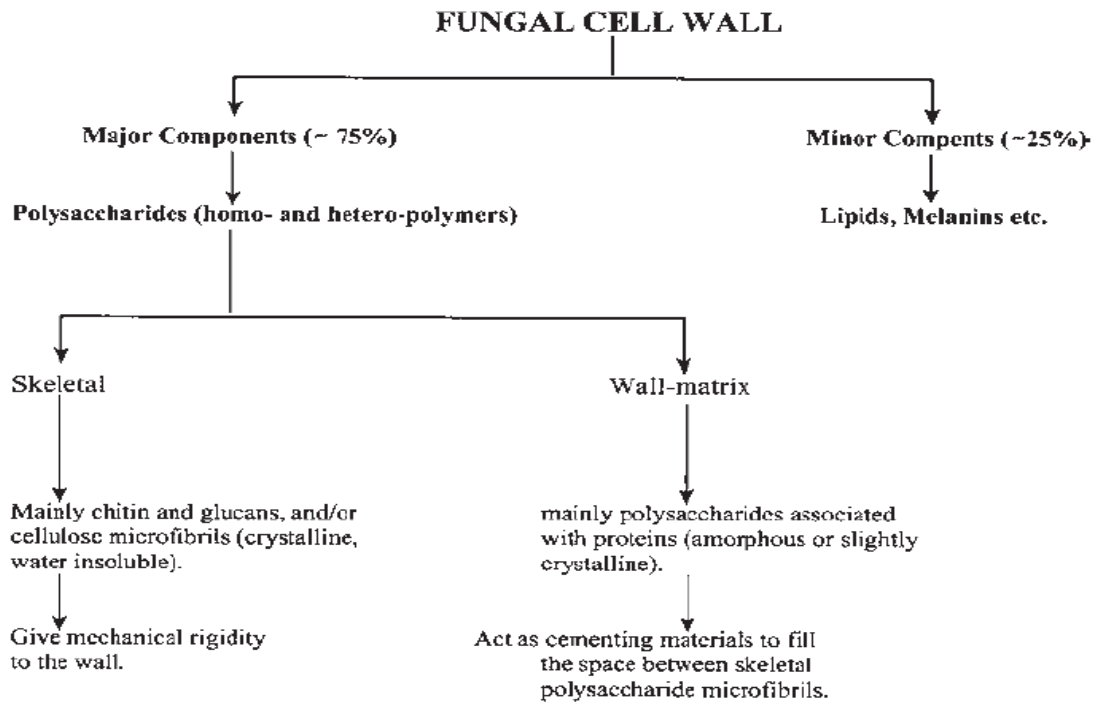 FUNGAL CELL WALL
Major Components (~ 75%)
Minor Compents (~25%)-
Polysaccharides (homo- and hetero-polymers)
Lipids, Melanins etc.
Skeletal
Wall-matrix
Mainly chitin and glucans, and/or
cellulose microfibrils (crystalline,
water insoluble).
mainly polysaccharides associated
with proteins (amorphous or slightly
crystalline).
Give mechanical rigidity
to the wall.
Act as cementing materials to fill
the space between skeletal
polysaccharide microfibrils.